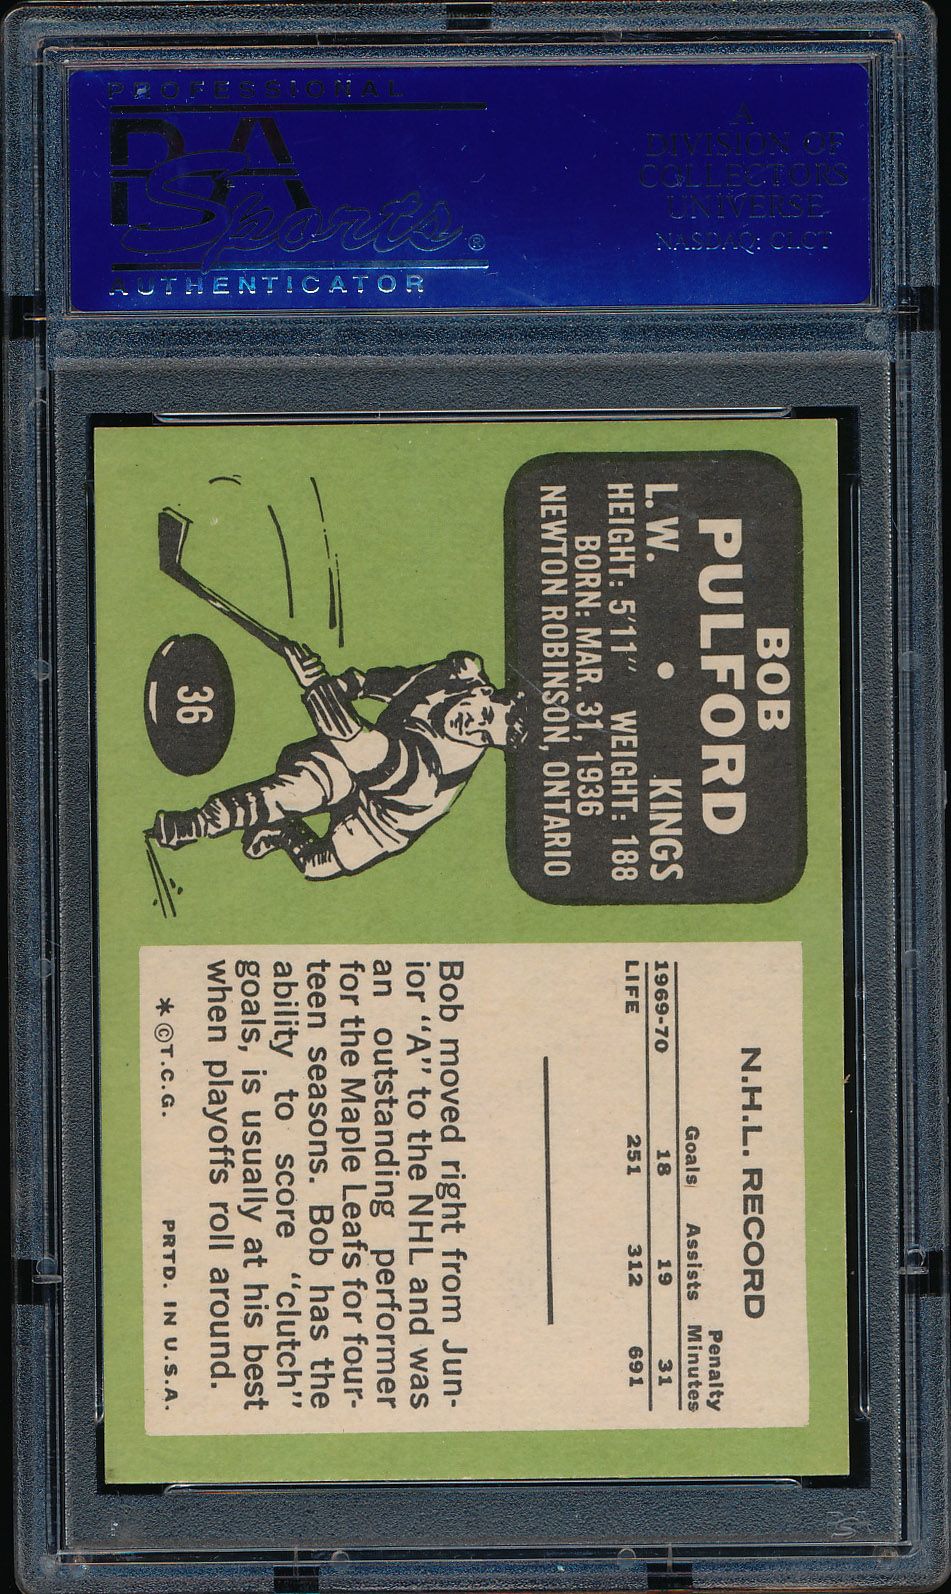 PROFESSIONAL
PSA
Sports®
AUTHENTICATOR
A
DIVISION OF
COLLECTORS
UNIVERSE
NASDAQ: CLCT
BOB
PULFORD
L.W. • KINGS
HEIGHT: 5'11" WEIGHT: 188
BORN: MAR. 31, 1936
NEWTON ROBINSON, ONTARIO
36
N.H.L. RECORD
Penalty
Goals Assists Minutes
1969-70 18 19 31
LIFE 251 312 691
Bob moved right from Jun-
ior "A" to the NHL and was
an outstanding performer
for the Maple Leafs for four-
teen seasons. Bob has the
ability to score "clutch"
goals, is usually at his best
when playoffs roll around.
* © T.C.G. PRTD. IN U.S.A.